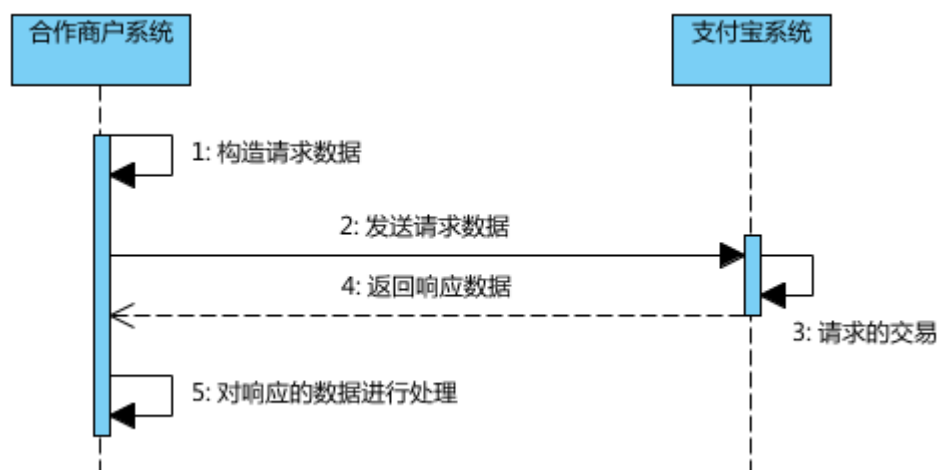 合作商户系统
支付宝系统
1: 构造请求数据
2: 发送请求数据
4: 返回响应数据
3: 请求的交易
5: 对响应的数据进行处理